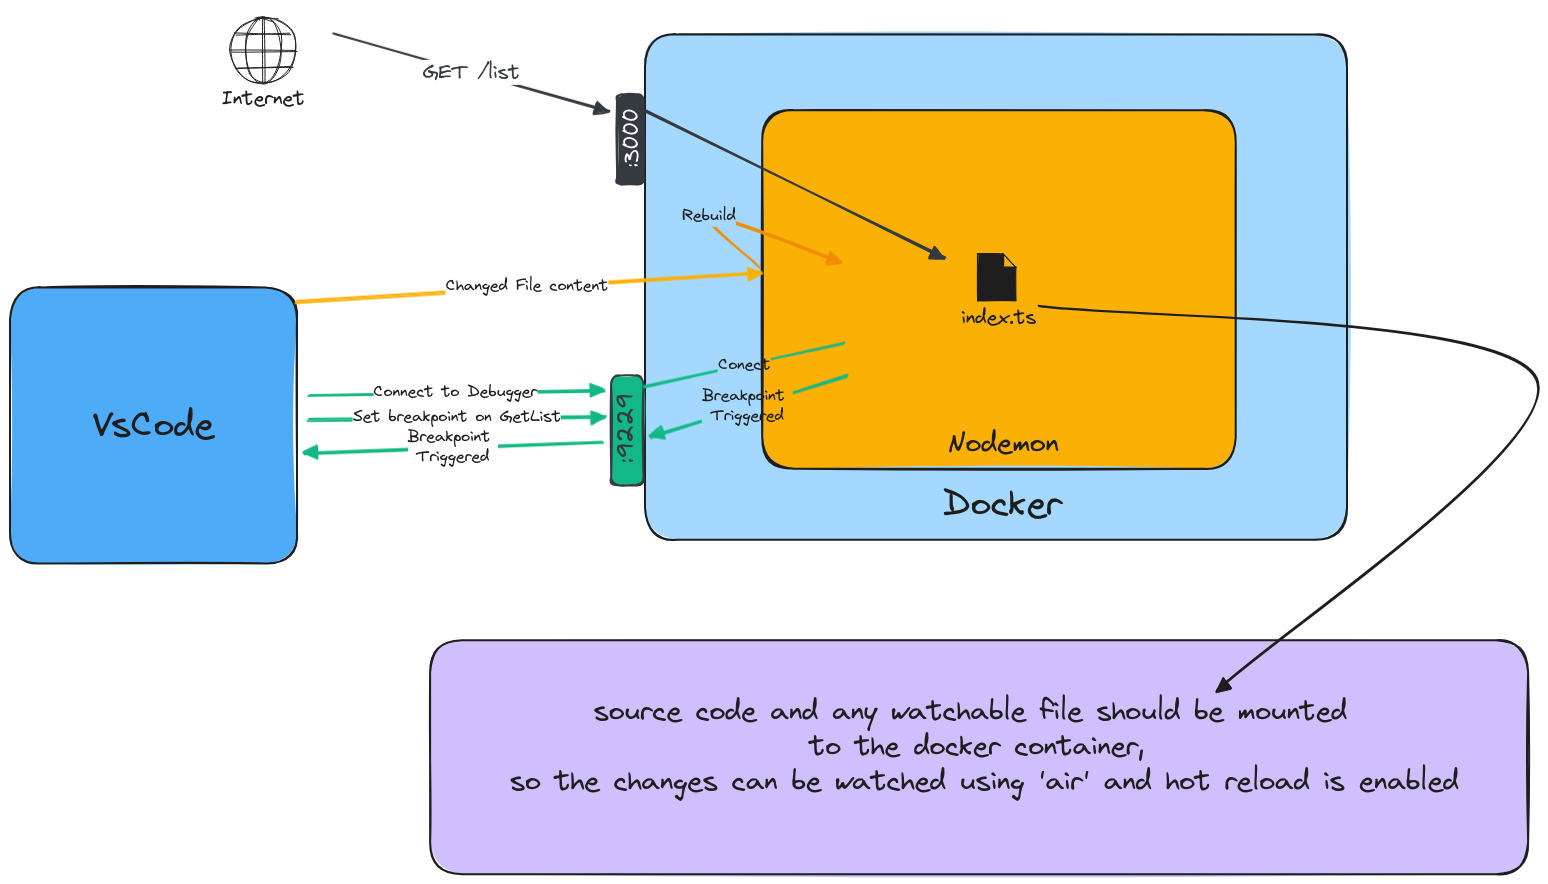 Internet
GET /list
:3000
Rebuild
Changed File content
index.ts
Conect
Connect to Debugger
Set breakpoint on GetList
Breakpoint
Triggered
:9229
Breakpoint
Triggered
VsCode
Nodemon
Docker
source code and any watchable file should be mounted
to the docker container,
so the changes can be watched using 'air' and hot reload is enabled